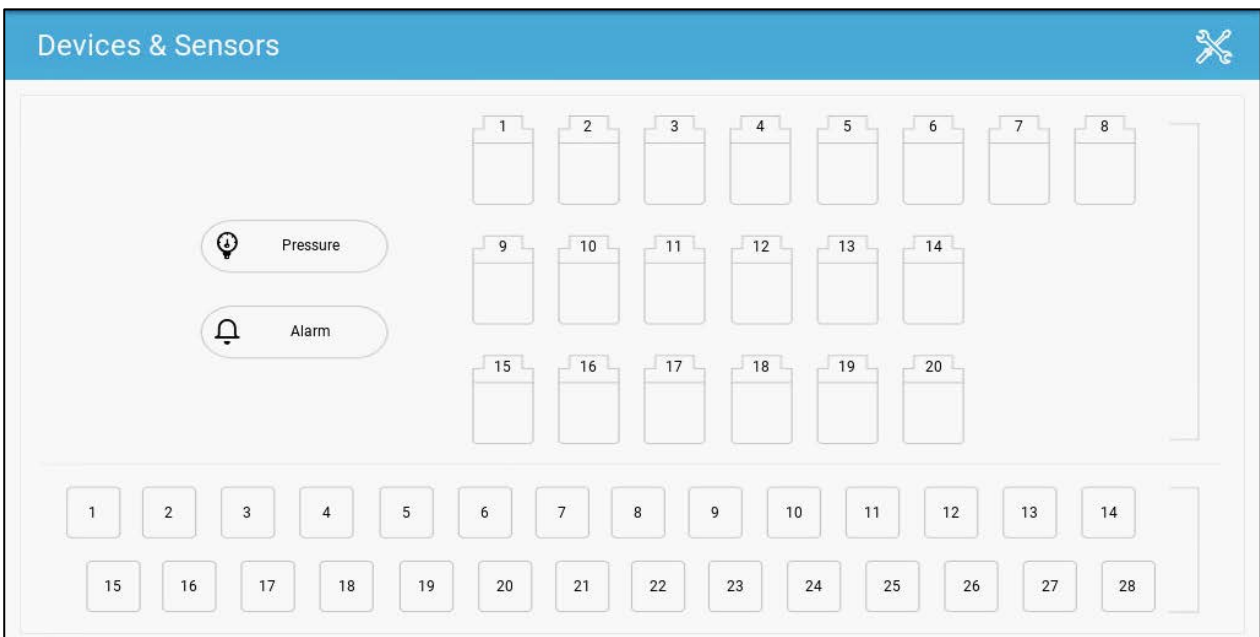 Devices & Sensors
1 2 3 4 5 6 7 8
Pressure
9 10 11 12 13 14
Alarm
15 16 17 18 19 20
1 2 3 4 5 6 7 8 9 10 11 12 13 14
15 16 17 18 19 20 21 22 23 24 25 26 27 28